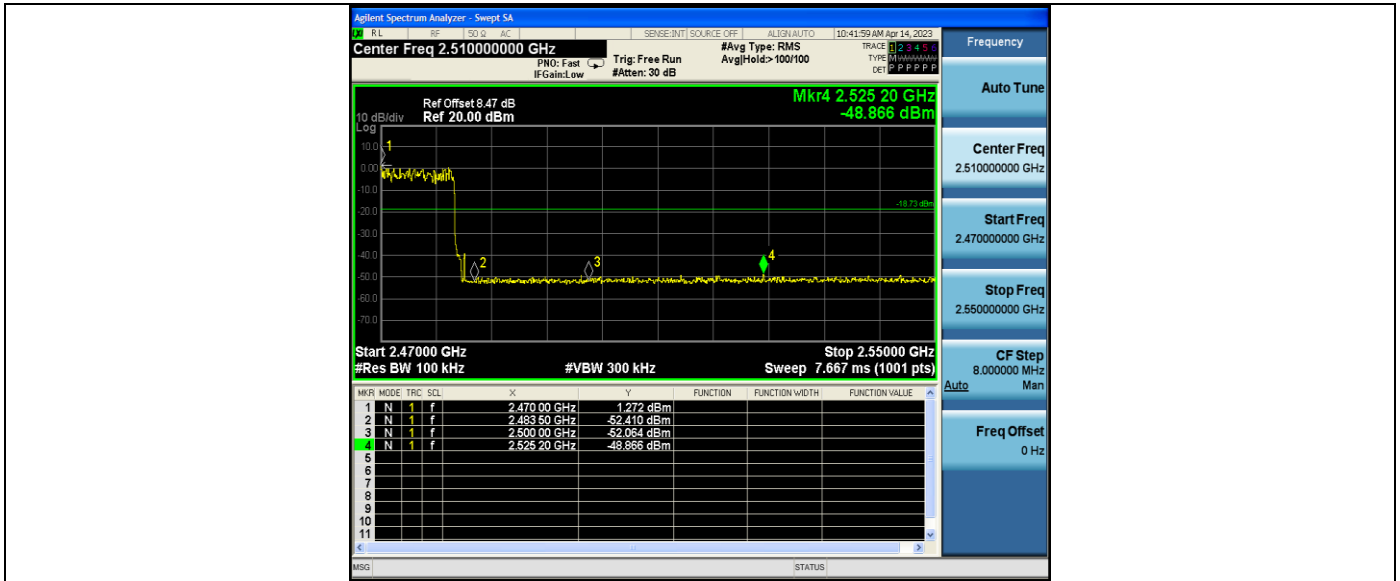 Agilent Spectrum Analyzer - Swept SA
RL RF 50 Ω AC SENSE:INT SOURCE OFF ALIGN AUTO 10:41:59 AM Apr 14, 2023
Center Freq 2.510000000 GHz
#Avg Type: RMS
TRACE 1 2 3 4 5 6
PNO: Fast Trig: Free Run Avg|Hold:> 100/100
TYPE M
IFGain:Low #Atten: 30 dB
DET P P P P P P
Mkr4 2.525 20 GHz
-48.866 dBm
Ref Offset 8.47 dB
10 dB/div Ref 20.00 dBm
Log
10.0
0.00
-10.0
-20.0
-30.0
-40.0
-50.0
-60.0
-70.0
1
2
3
4
-18.73 dBm
Start 2.47000 GHz Stop 2.55000 GHz
#Res BW 100 kHz #VBW 300 kHz Sweep 7.667 ms (1001 pts)
MKR MODE TRC SCL X Y FUNCTION FUNCTION WIDTH FUNCTION VALUE
1 N 1 f 2.470 00 GHz 1.272 dBm
2 N 1 f 2.483 50 GHz -52.410 dBm
3 N 1 f 2.500 00 GHz -52.064 dBm
4 N 1 f 2.525 20 GHz -48.866 dBm
5
6
7
8
9
10
11
MSG STATUS
Frequency
Auto Tune
Center Freq
2.510000000 GHz
Start Freq
2.470000000 GHz
Stop Freq
2.550000000 GHz
CF Step
8.000000 MHz
Auto Man
Freq Offset
0 Hz